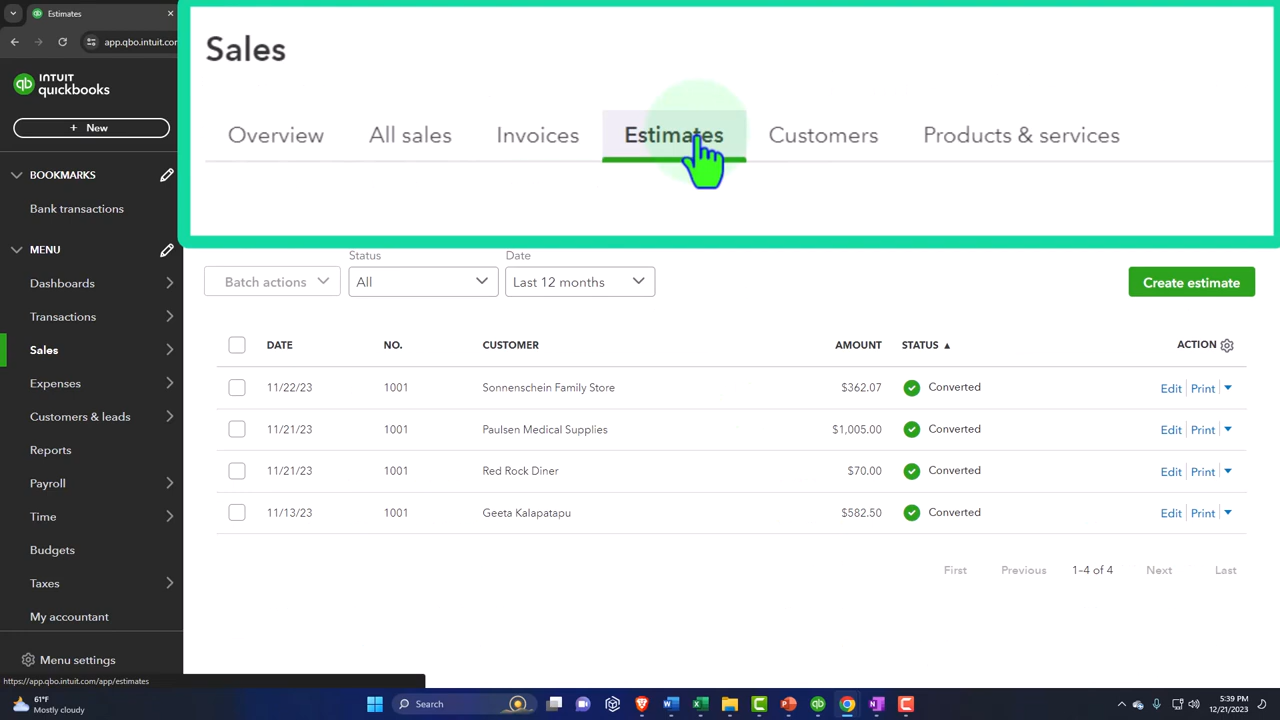 Estimates
app.qbo.intuit.com
INTUIT
quickbooks
+ New
BOOKMARKS
Bank transactions
MENU
Dashboards
Transactions
Sales
Expenses
Customers & leads
Reports
Payroll
Time
Budgets
Taxes
My accountant
Menu settings
Sales
Overview All sales Invoices Estimates Customers Products & services
Status Date
Batch actions All Last 12 months Create estimate
DATE NO. CUSTOMER AMOUNT STATUS ▲ ACTION
11/22/23 1001 Sonnenschein Family Store $362.07 Converted Edit Print
11/21/23 1001 Paulsen Medical Supplies $1,005.00 Converted Edit Print
11/21/23 1001 Red Rock Diner $70.00 Converted Edit Print
11/13/23 1001 Geeta Kalapatapu $582.50 Converted Edit Print
First Previous 1–4 of 4 Next Last
https://app.qbo.intuit.com/app/estimates
61°F
Mostly cloudy
Search
5:39 PM
12/21/2023